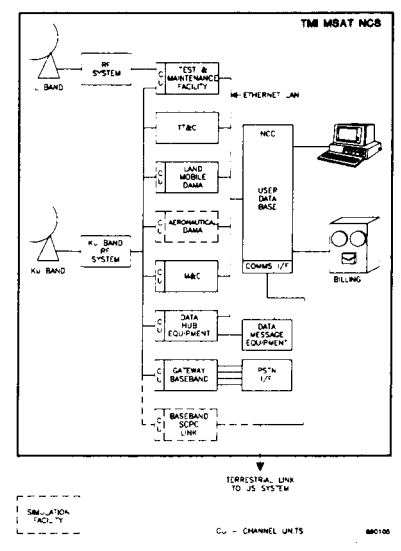 TMI MSAT NCS
RF
SYSTEM
L BAND
C
U
TEST &
MAINTENANCE
FACILITY
ETHERNET LAN
TT&C
NCC
USER
DATA
BASE
COMMS I/F
C
U
LAND
MOBILE
DAMA
C
U
AERONAUTICAL
DAMA
KU BAND
RF
SYSTEM
KU BAND
C
U
M&C
BILLING
C
U
DATA
HUB
EQUIPMENT
DATA
MESSAGE
EQUIPMENT
C
U
GATEWAY
BASEBAND
PSTN
I/F
C
U
BASEBAND
SCPC
LINK
TERRESTRIAL LINK
TO US SYSTEM
SIMULATION
FACILITY
CU - CHANNEL UNITS